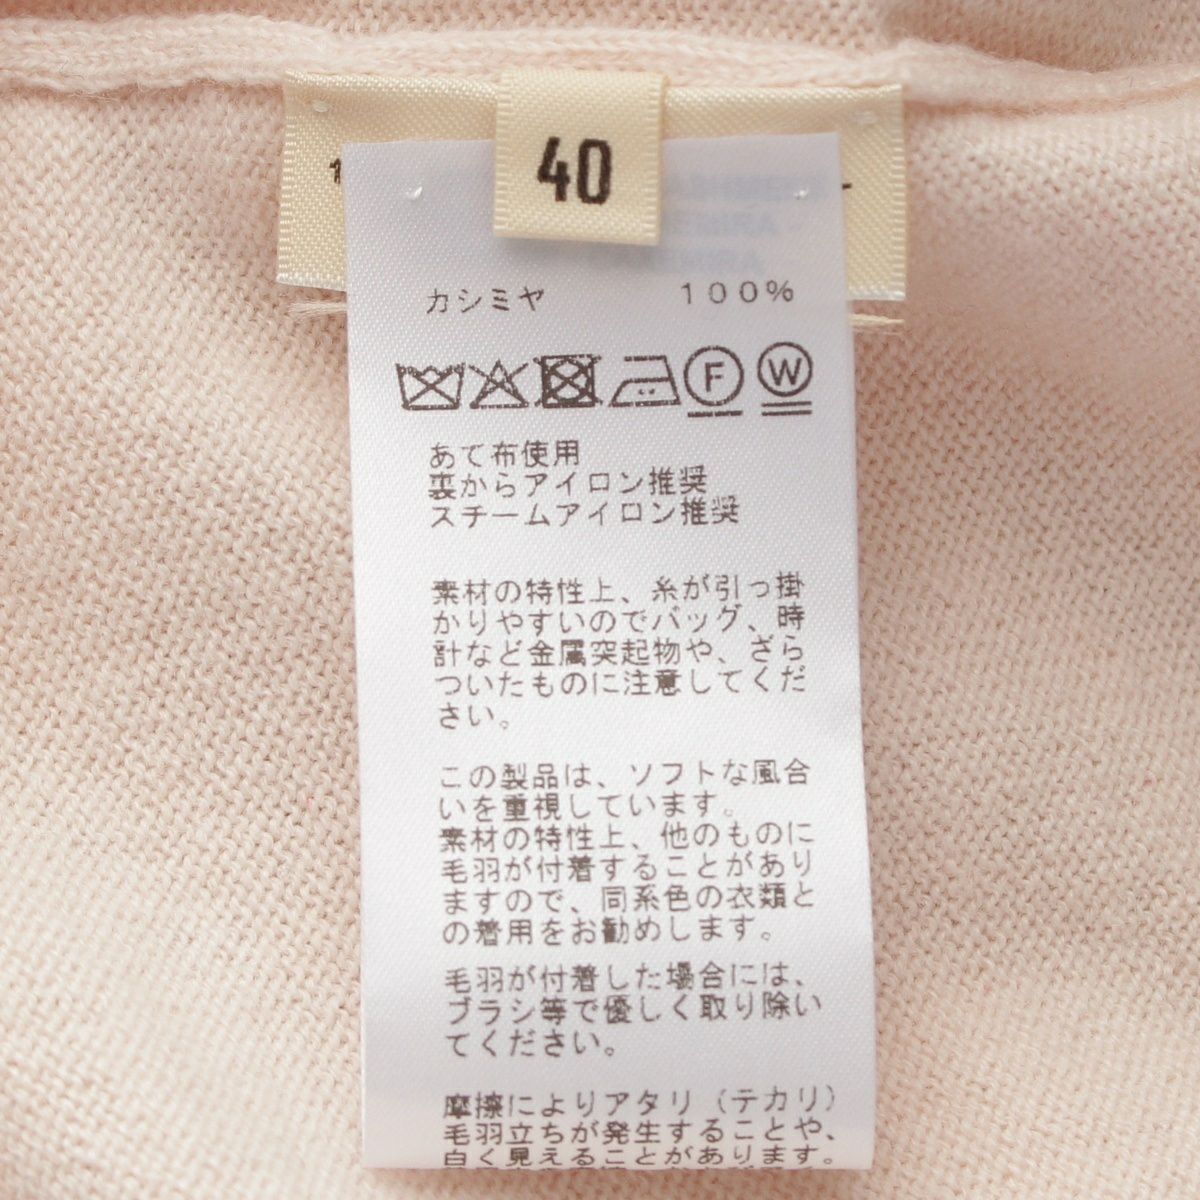 40
カシミヤ 100%
F W
あて布使用
裏からアイロン推奨
スチームアイロン推奨
素材の特性上、糸が引っ掛
かりやすいのでバッグ、時
計など金属突起物や、ざら
ついたものに注意してくだ
さい。
この製品は、ソフトな風合
いを重視しています。
素材の特性上、他のものに
毛羽が付着することがあり
ますので、同系色の衣類と
の着用をお勧めします。
毛羽が付着した場合には、
ブラシ等で優しく取り除い
てください。
摩擦によりアタリ(テカリ)
毛羽立ちが発生することや、
白く見えることがあります。